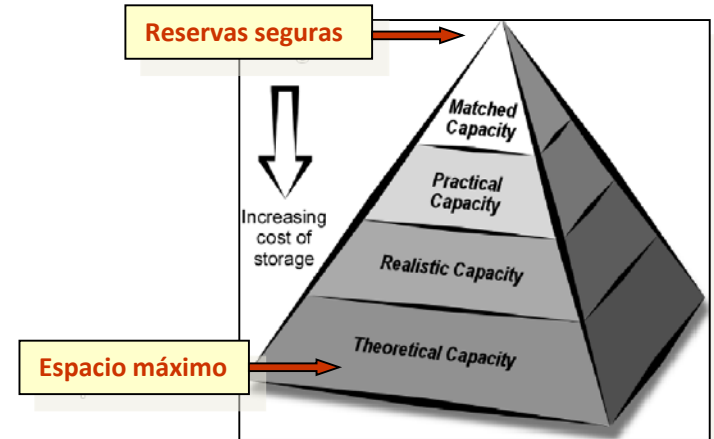 Reservas seguras
Matched
Capacity
Practical
Capacity
Increasing
cost of
storage
Realistic Capacity
Theoretical Capacity
Espacio máximo